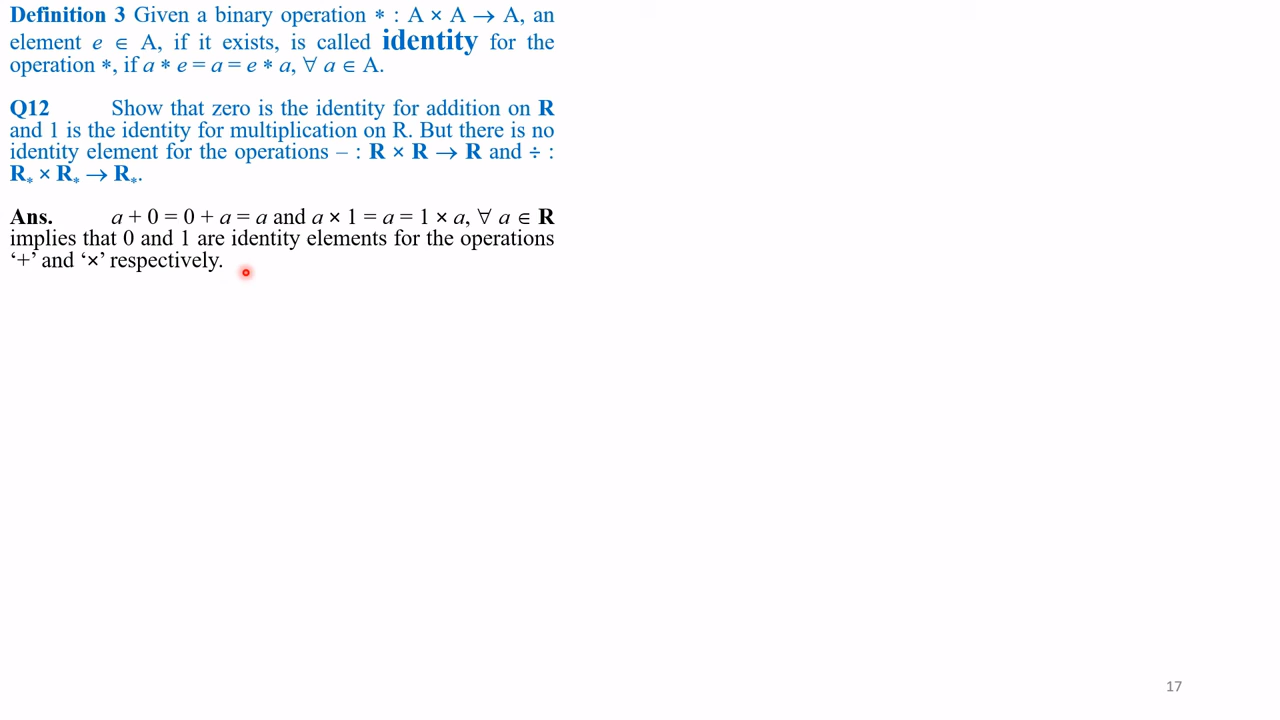 Definition 3 Given a binary operation ∗ : A × A → A, an
element e ∈ A, if it exists, is called identity for the
operation ∗, if a ∗ e = a = e ∗ a, ∀ a ∈ A.
Q12 Show that zero is the identity for addition on R
and 1 is the identity for multiplication on R. But there is no
identity element for the operations – : R × R → R and ÷ :
R∗ × R∗ → R∗.
Ans. a + 0 = 0 + a = a and a × 1 = a = 1 × a, ∀ a ∈ R
implies that 0 and 1 are identity elements for the operations
‘+’ and ‘×’ respectively.
17